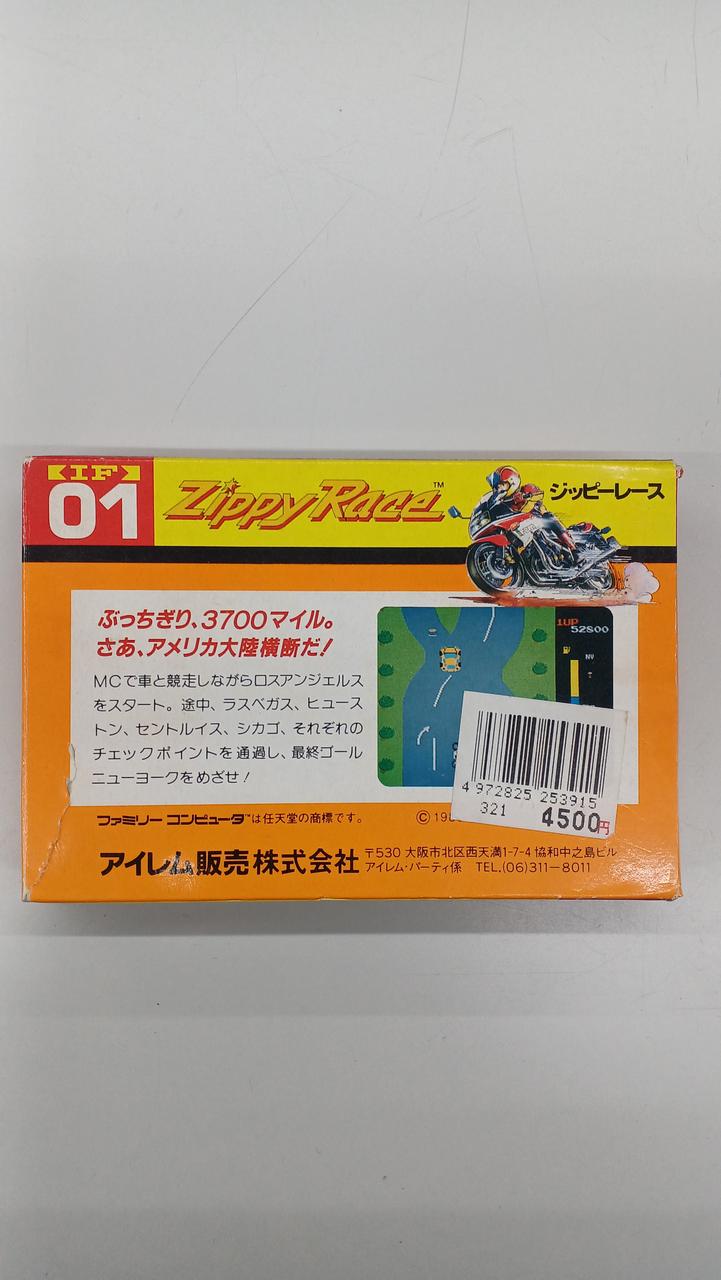 IF
01
Zippy Race™
ジッピーレース
ぶっちぎり、3700マイル。
さあ、アメリカ大陸横断だ!
MCで車と競走しながらロスアンジェルス
をスタート。途中、ラスベガス、ヒュース
トン、セントルイス、シカゴ、それぞれの
チェックポイントを通過し、最終ゴール
ニューヨークをめざせ!
1UP
52800
NY
4 972825 253915
321
4500円
ファミリー コンピュータ™は任天堂の商標です。
©
アイレム販売株式会社
〒530 大阪市北区西天満1-7-4 協和中之島ビル
アイレム・パーティ係 TEL.(06)311-8011